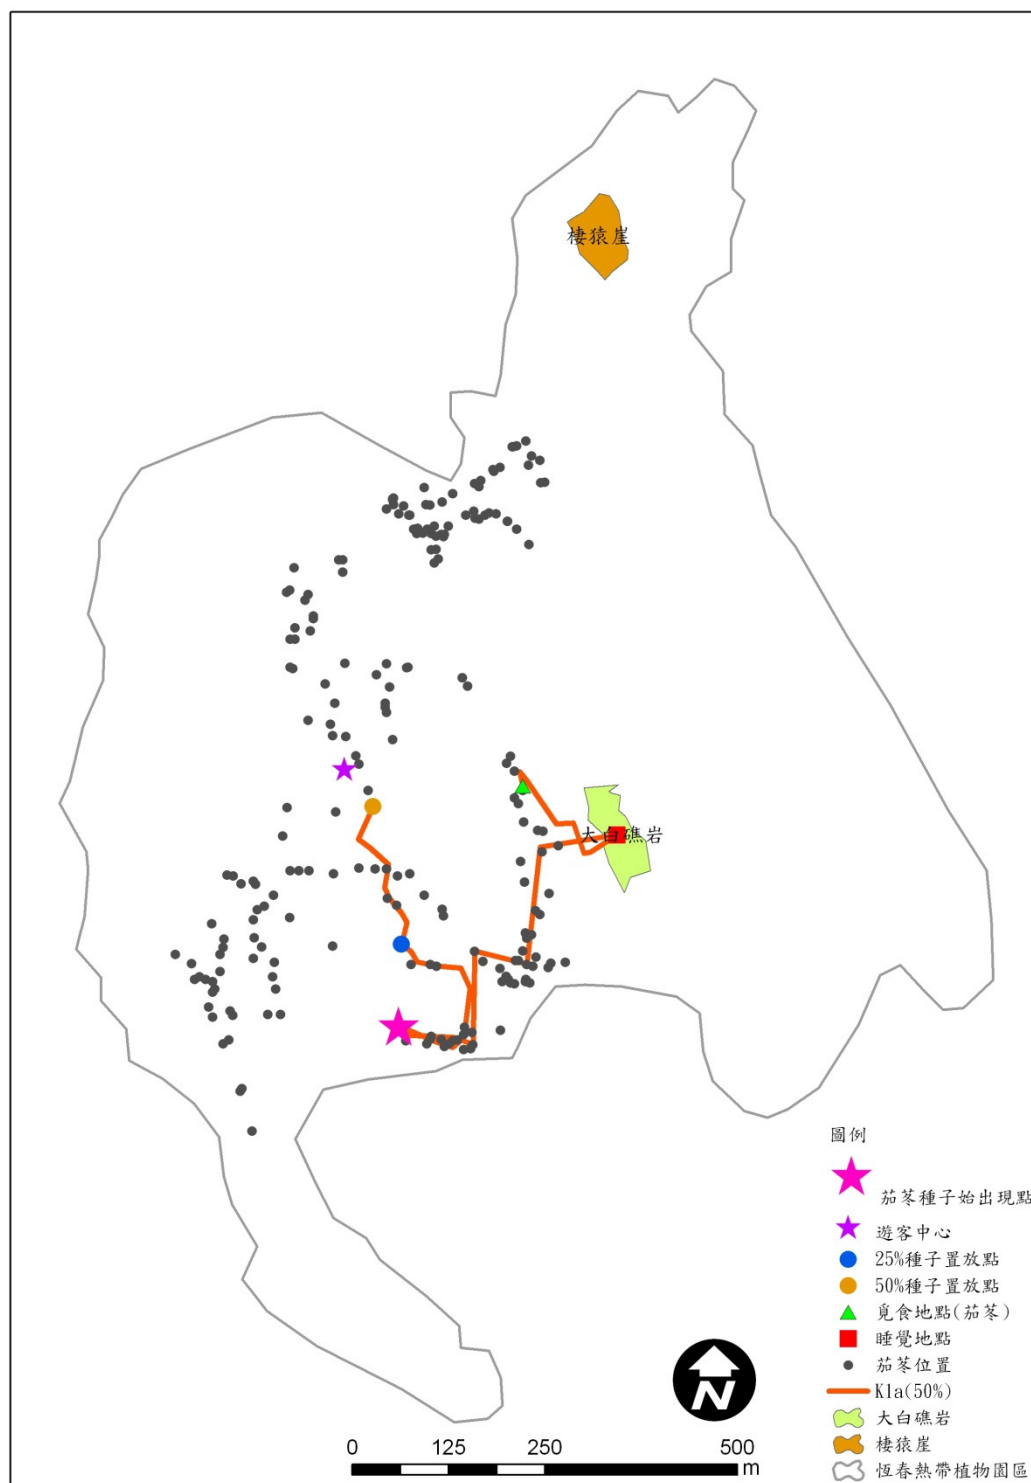 棲猿崖
大白礁岩
圖例
茄苳種子始出現點
遊客中心
25%種子置放點
50%種子置放點
覓食地點(茄苳)
睡覺地點
茄苳位置
K1a(50%)
大白礁岩
棲猿崖
恆春熱帶植物園區
N
0 125 250 500
m